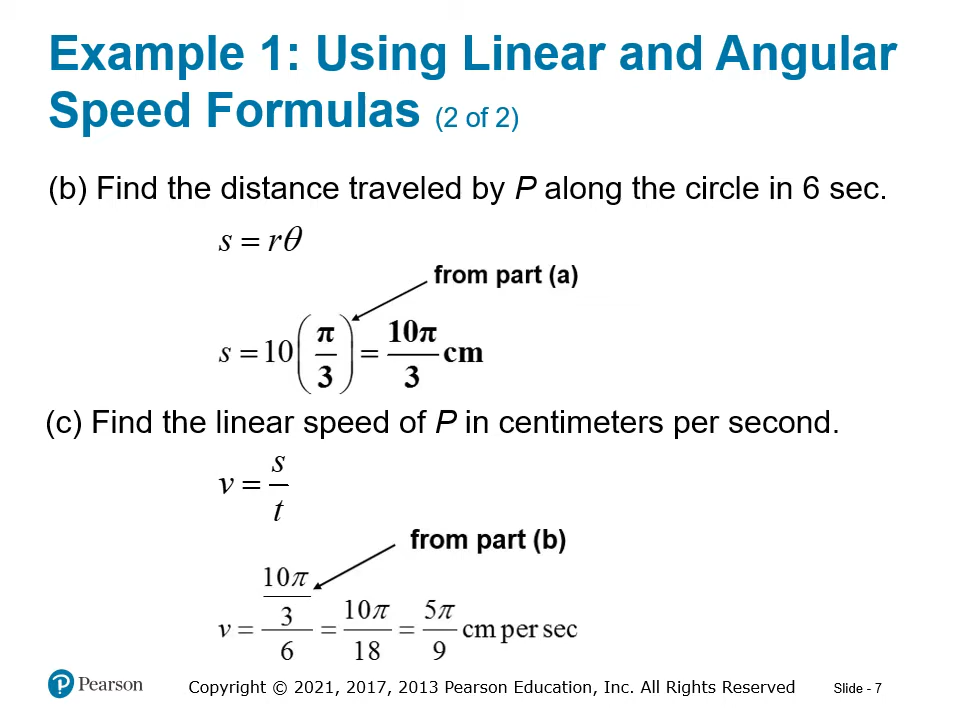 Example 1: Using Linear and Angular
Speed Formulas (2 of 2)
(b) Find the distance traveled by P along the circle in 6 sec.
s = rθ
from part (a)
s = 10(π/3) = 10π/3 cm
(c) Find the linear speed of P in centimeters per second.
v = s/t
from part (b)
v = (10π/3)/6 = 10π/18 = 5π/9 cm per sec
Pearson
Copyright © 2021, 2017, 2013 Pearson Education, Inc. All Rights Reserved
Slide - 7